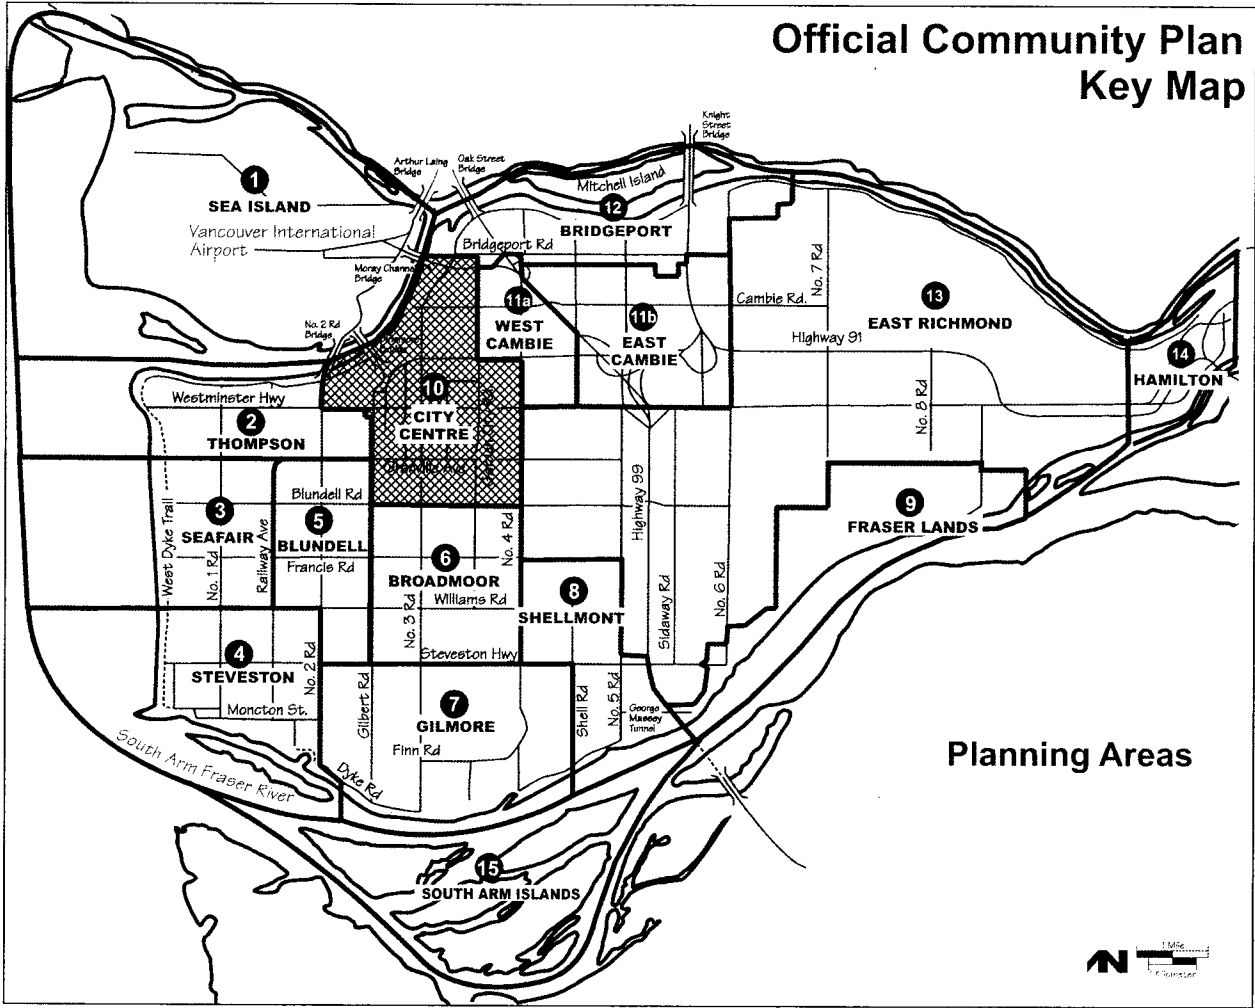 Official Community Plan
Key Map
Knight
Street
Bridge
Arthur Laing
Bridge
Oak Street
Bridge
Mitchell Island
1
SEA ISLAND
12
BRIDGEPORT
Vancouver International
Airport
Bridgeport Rd
Moray Channel
Bridge
No. 7 Rd
11a
WEST
CAMBIE
11b
EAST
CAMBIE
Cambie Rd.
13
EAST RICHMOND
No. 2 Rd
Bridge
Highway 91
14
HAMILTON
Westminster Hwy
10
CITY
CENTRE
2
THOMPSON
No. 8 Rd
Granville Ave
Blundell Rd
Highway 99
9
FRASER LANDS
3
SEAFAIR
5
BLUNDELL
West Dyke Trail
No. 1 Rd
Railway Ave
Francis Rd
6
BROADMOOR
No. 4 Rd
Williams Rd
No. 3 Rd
8
SHELLMONT
Sidaway Rd
No. 6 Rd
Steveston Hwy
4
STEVESTON
No. 2 Rd
Moncton St.
Gilbert Rd
7
GILMORE
Finn Rd
Shell Rd
No. 5 Rd
George
Massey
Tunnel
Dyke Rd
South Arm Fraser River
Planning Areas
15
SOUTH ARM ISLANDS
N
1 Mile
1 Kilometer